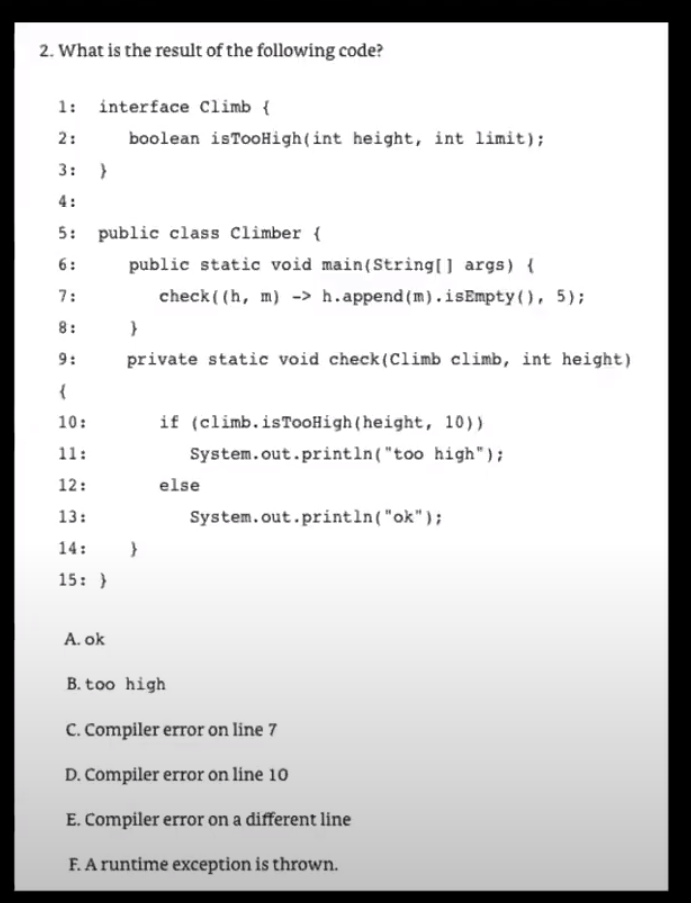 2. What is the result of the following code?
1: interface Climb {
2: boolean isTooHigh(int height, int limit);
3: }
4:
5: public class Climber {
6: public static void main(String[] args) {
7: check((h, m) -> h.append(m).isEmpty(), 5);
8: }
9: private static void check(Climb climb, int height)
{
10: if (climb.isTooHigh(height, 10))
11: System.out.println("too high");
12: else
13: System.out.println("ok");
14: }
15: }
A. ok
B. too high
C. Compiler error on line 7
D. Compiler error on line 10
E. Compiler error on a different line
F. A runtime exception is thrown.